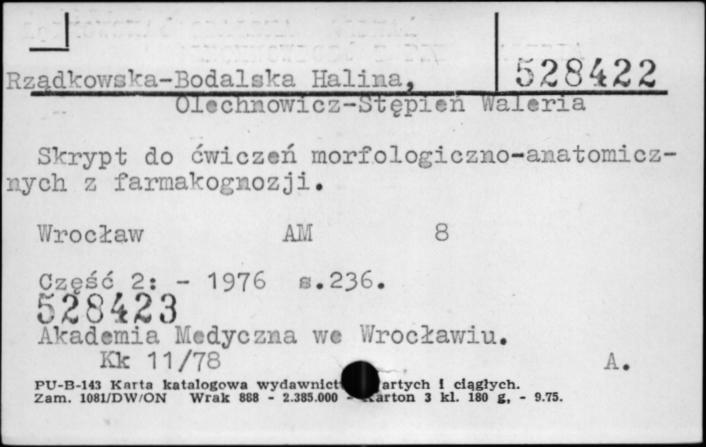 Rządkowska-Bodalska Halina,
528422
Olechnowicz-Stępień Waleria
Skrypt do ćwiczeń morfologiczno-anatomicz-
nych z farmakognozji.
Wrocław AM 8
Część 2: - 1976 s.236.
528423
Akademia Medyczna we Wrocławiu.
Kk 11/78 A.
PU-B-143 Karta katalogowa wydawnict artych i ciągłych.
Zam. 1081/DW/ON Wrak 888 - 2.385.000 - Karton 3 kl. 180 g, - 9.75.